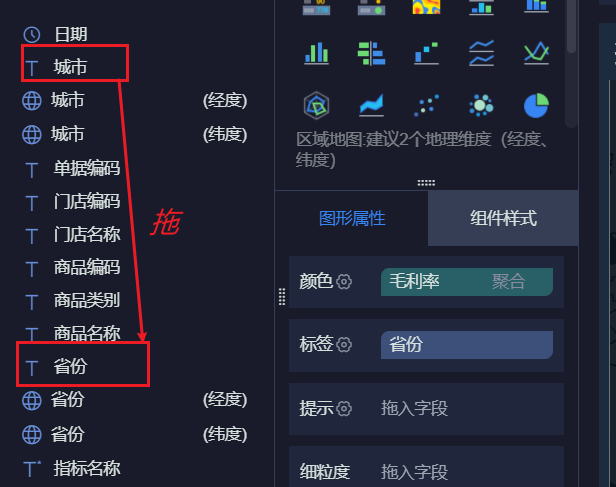 日期
城市
城市 (经度)
城市 (纬度)
单据编码
门店编码
门店名称
商品编码
商品类别
商品名称
省份
省份 (经度)
省份 (纬度)
指标名称
拖
区域地图:建议2个地理维度（经度、
纬度）
图形属性 组件样式
颜色 毛利率 聚合
标签 省份
提示 拖入字段
细粒度 拖入字段